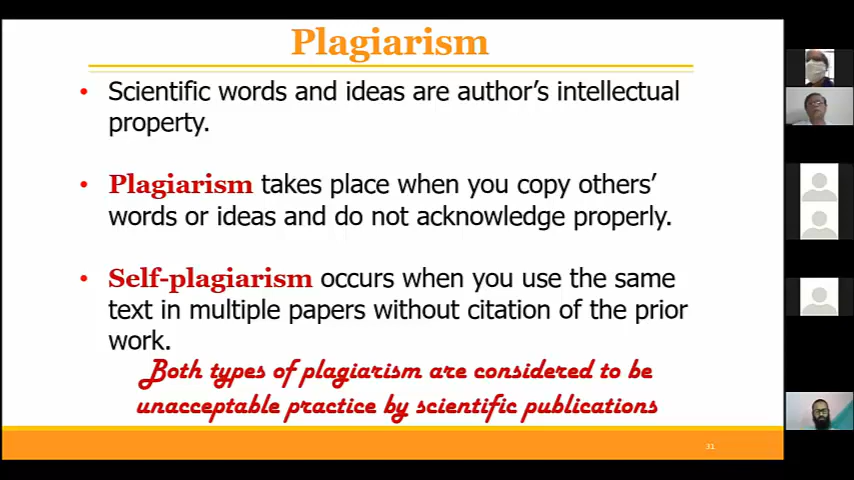 Plagiarism
• Scientific words and ideas are author's intellectual
property.
• Plagiarism takes place when you copy others'
words or ideas and do not acknowledge properly.
• Self-plagiarism occurs when you use the same
text in multiple papers without citation of the prior
work.
Both types of plagiarism are considered to be
unacceptable practice by scientific publications
31